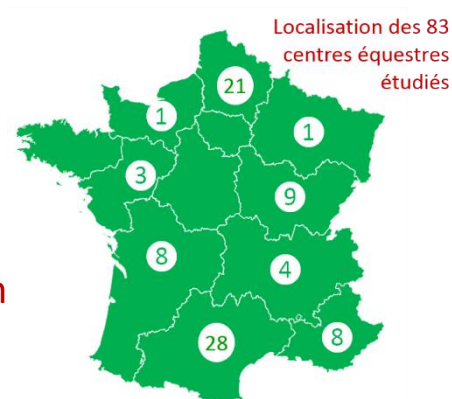 Localisation des 83
centres équestres
étudiés
21
1
1
3
9
8
4
n
28
8